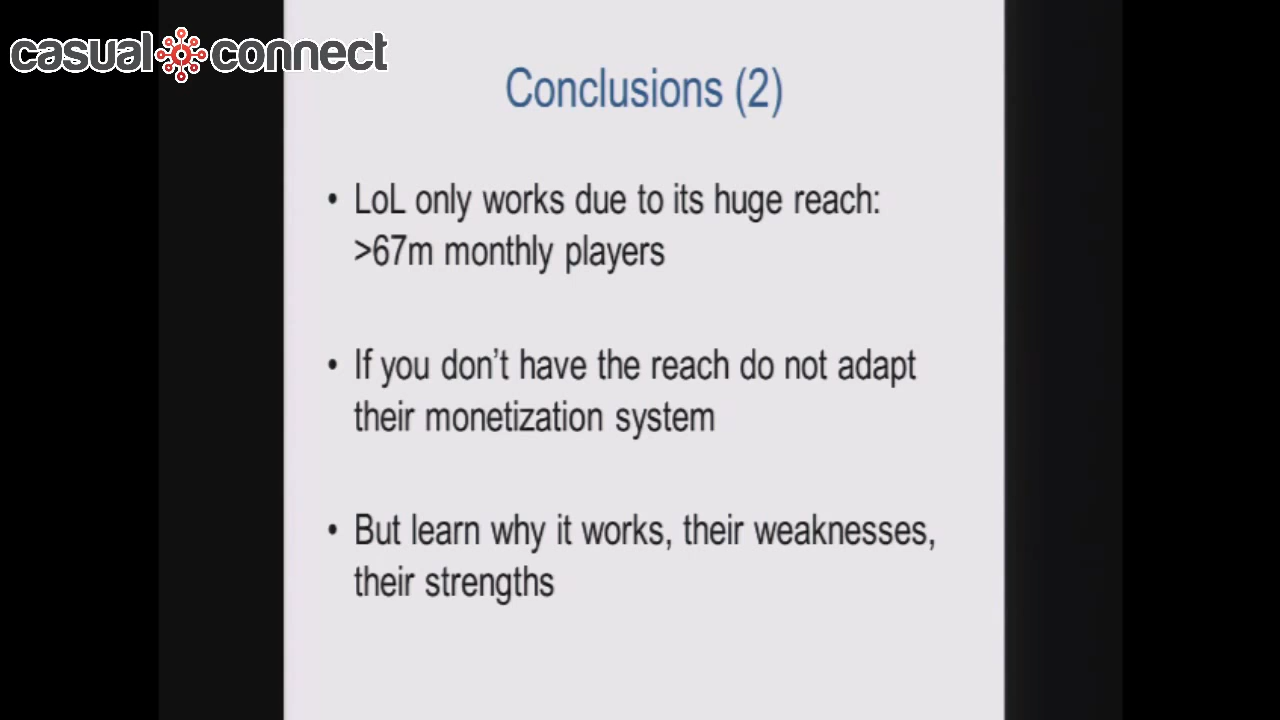 casual connect
Conclusions (2)
• LoL only works due to its huge reach:
>67m monthly players
• If you don't have the reach do not adapt
their monetization system
• But learn why it works, their weaknesses,
their strengths